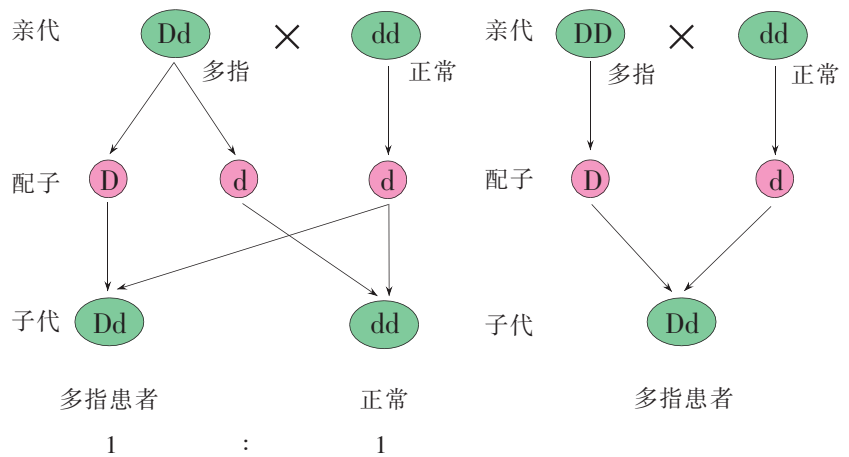 亲代 Dd × dd 亲代 DD × dd
多指 正常 多指 正常
配子 D d d 配子 D d
子代 Dd dd 子代 Dd
多指患者 正常 多指患者
1 : 1